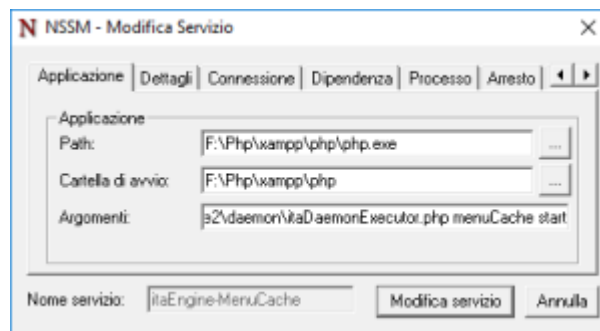 NSSM - Modifica Servizio
Applicazione Dettagli Connessione Dipendenza Processo Arresto
Applicazione
Path: F:\Php\xampp\php\php.exe ...
Cartella di avvio: F:\Php\xampp\php ...
Argomenti: e2\daemon\itaDaemonExecutor.php menuCache start
Nome servizio: itaEngine-MenuCache Modifica servizio Annulla